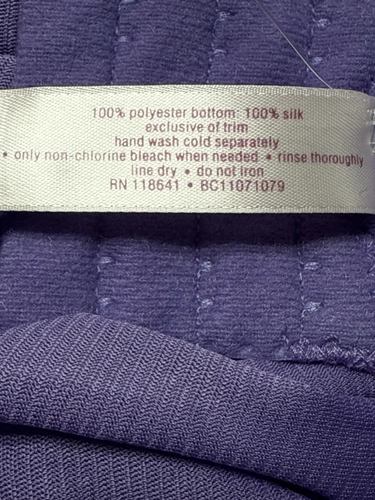 100% polyester bottom: 100% silk
exclusive of trim
hand wash cold separately
• only non-chlorine bleach when needed • rinse thoroughly
line dry • do not iron
RN 118641 • BC11071079